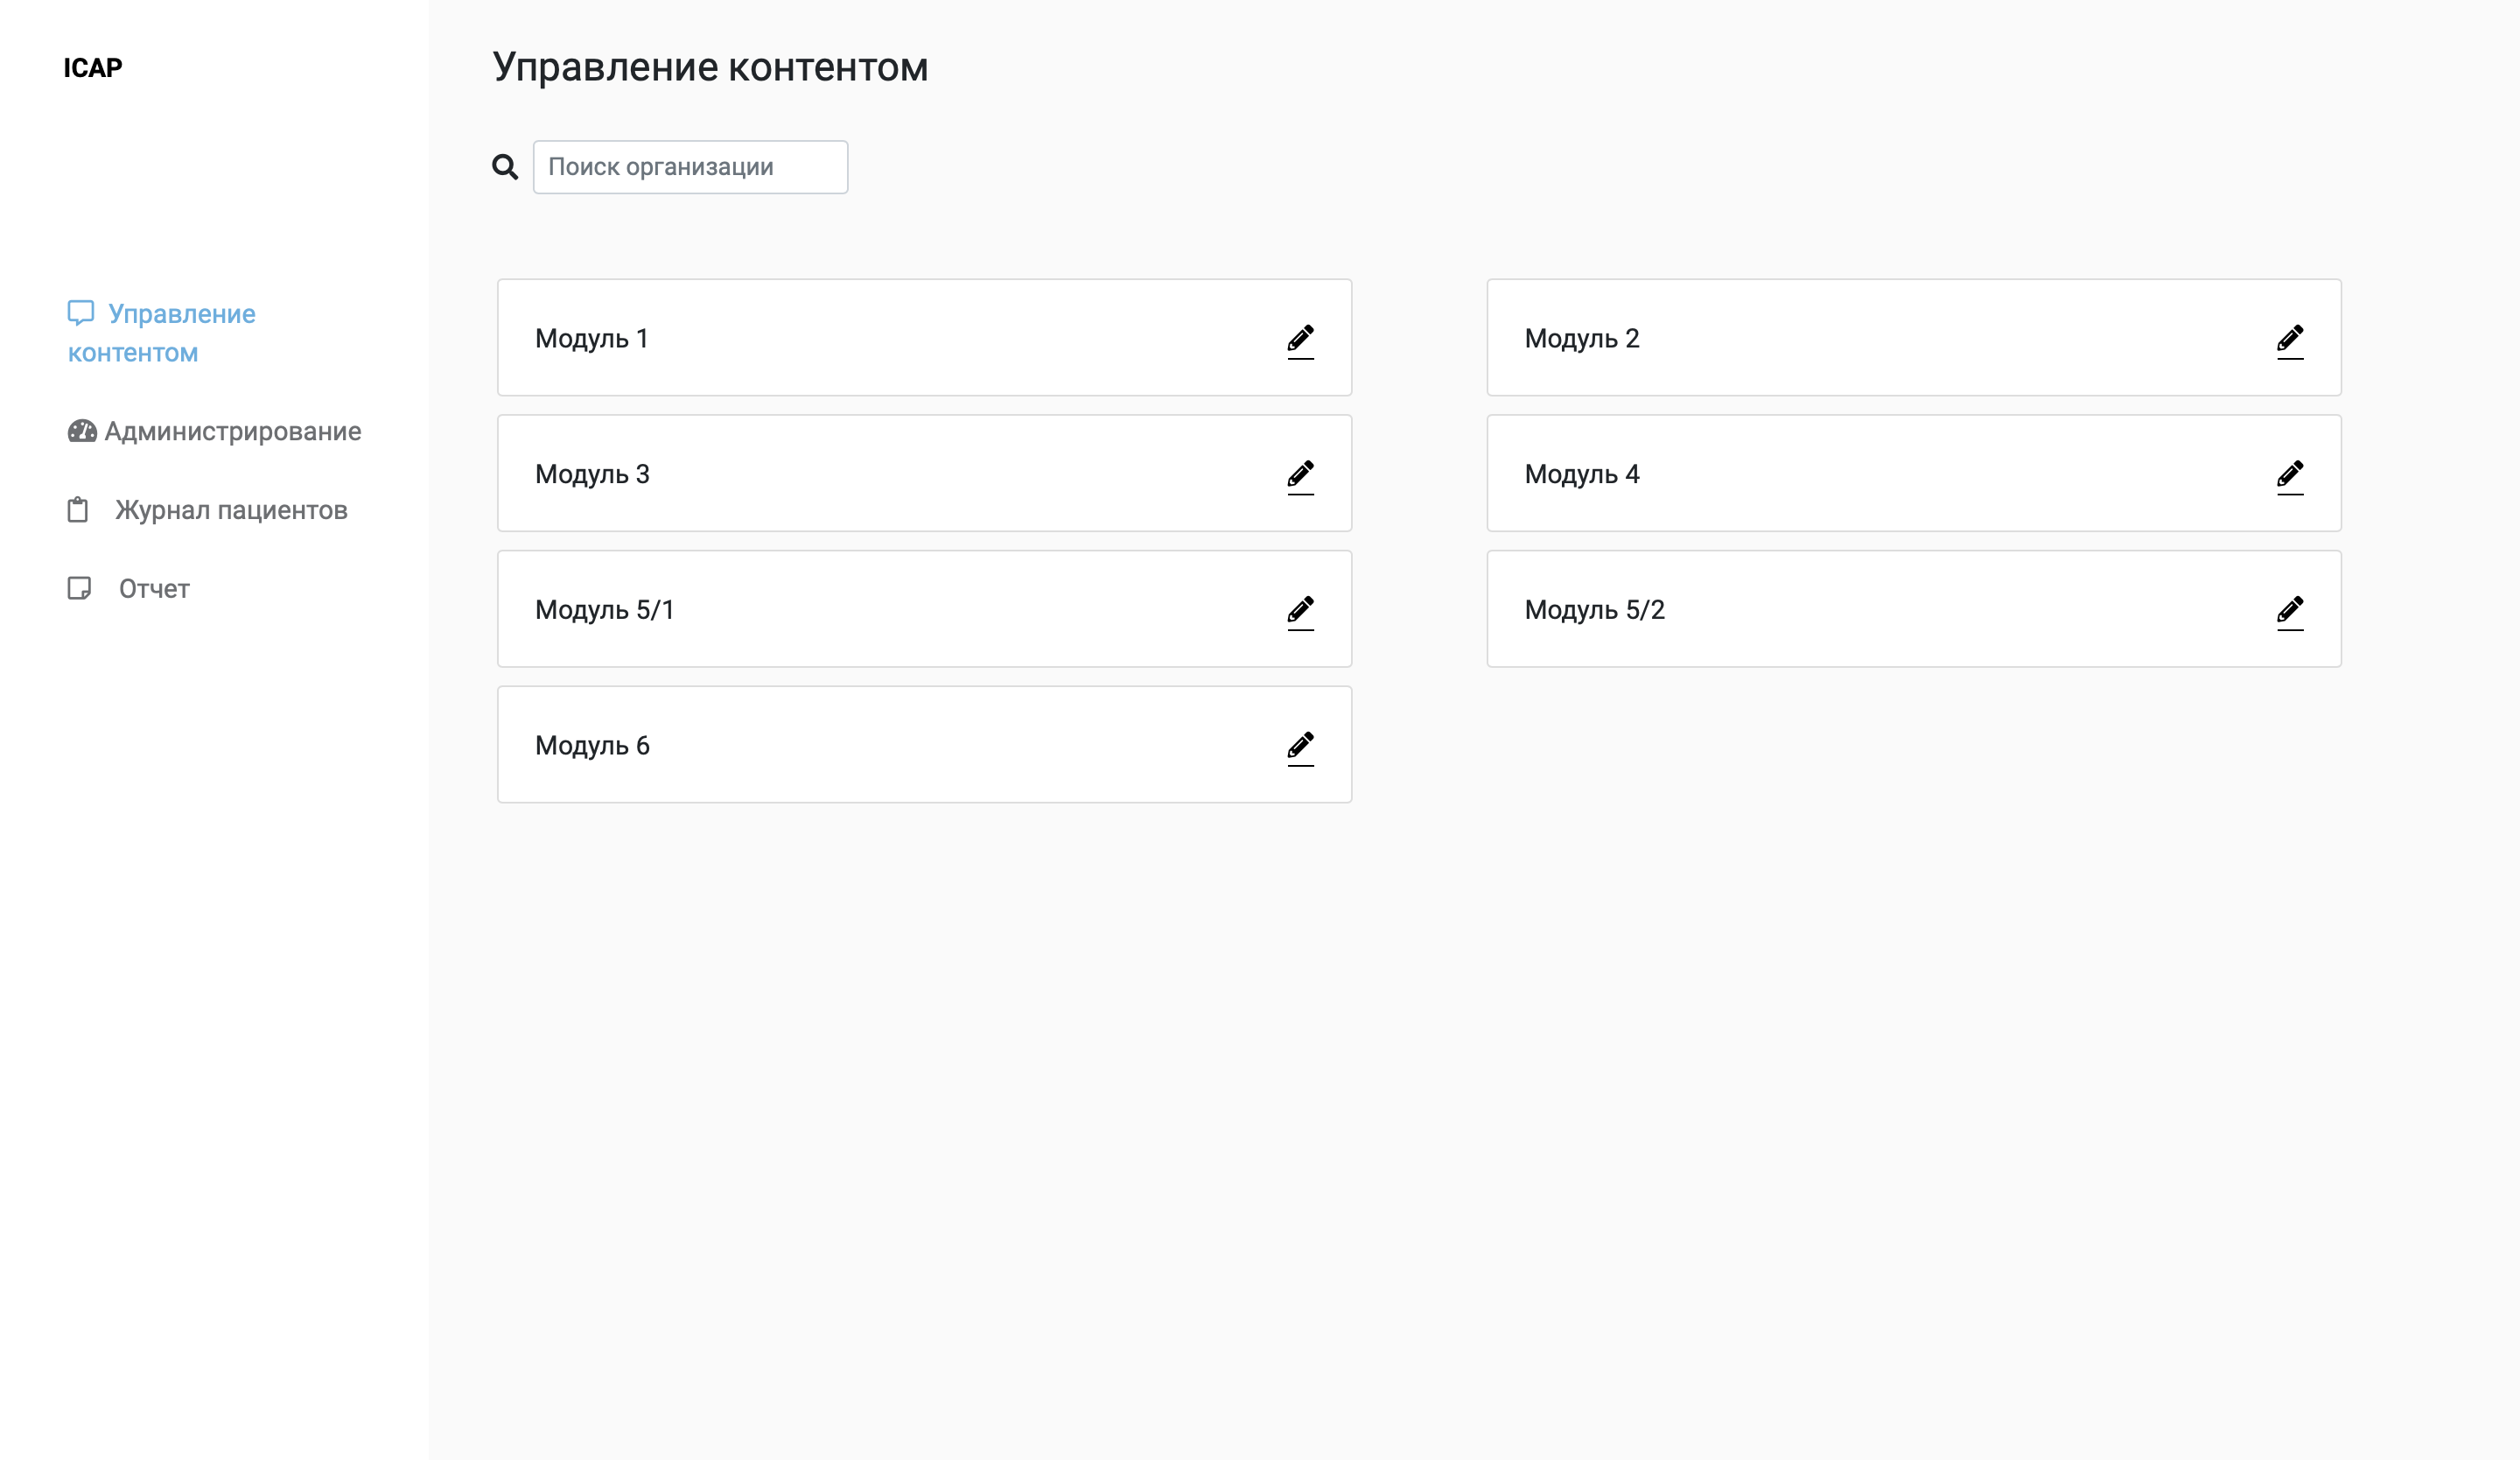 ICAP
Управление
контентом
Администрирование
Журнал пациентов
Отчет
Управление контентом
Поиск организации
Модуль 1
Модуль 2
Модуль 3
Модуль 4
Модуль 5/1
Модуль 5/2
Модуль 6